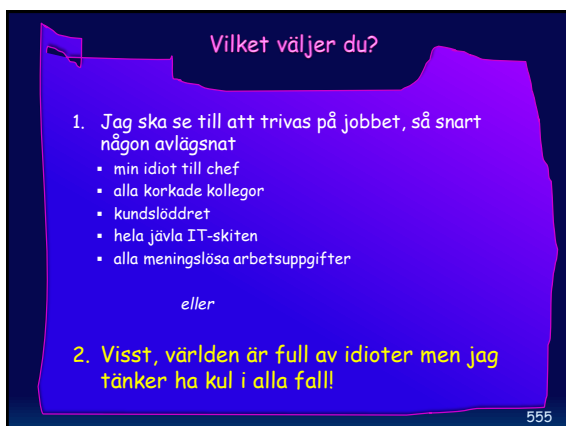 Vilket väljer du?
1. Jag ska se till att trivas på jobbet, så snart
någon avlägsnat
▪ min idiot till chef
▪ alla korkade kollegor
▪ kundslöddret
▪ hela jävla IT-skiten
▪ alla meningslösa arbetsuppgifter
eller
2. Visst, världen är full av idioter men jag
tänker ha kul i alla fall!
555